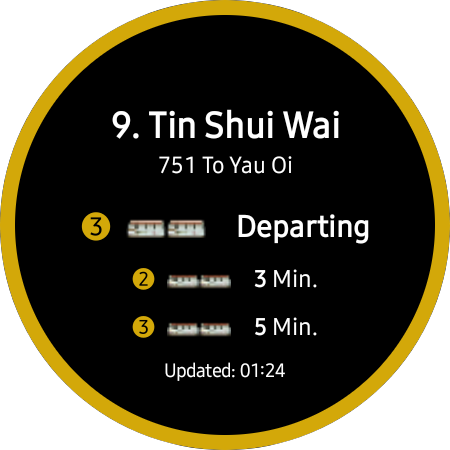 9. Tin Shui Wai
751 To Yau Oi
3 Departing
2 3 Min.
3 5 Min.
Updated: 01:24